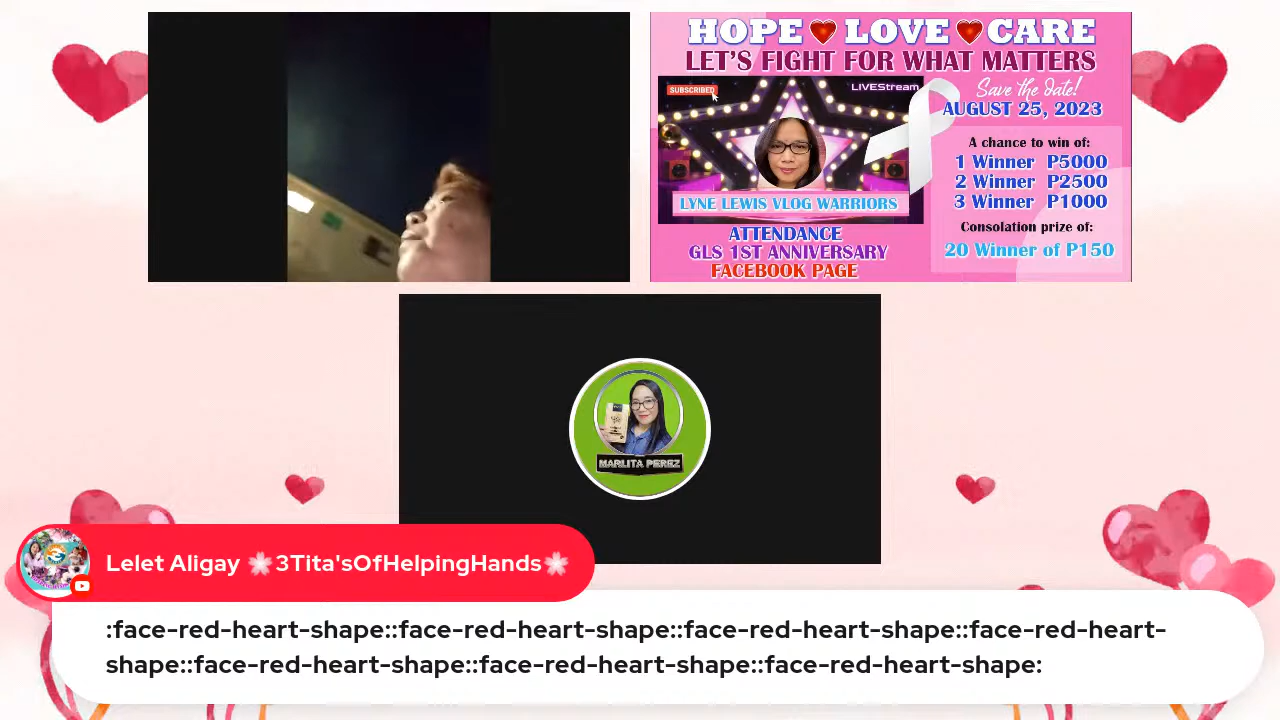 HOPE ❤ LOVE ❤ CARE
LET'S FIGHT FOR WHAT MATTERS
SUBSCRIBED
LIVEStream
LYNE LEWIS VLOG WARRIORS
ATTENDANCE
GLS 1ST ANNIVERSARY
FACEBOOK PAGE
Save the date!
AUGUST 25, 2023
A chance to win of:
1 Winner P5000
2 Winner P2500
3 Winner P1000
Consolation prize of:
20 Winner of P150
MARLITA PEREZ
Lelet Aligay 🌸3Tita'sOfHelpingHands🌸
:face-red-heart-shape::face-red-heart-shape::face-red-heart-shape::face-red-heart-
shape::face-red-heart-shape::face-red-heart-shape::face-red-heart-shape: